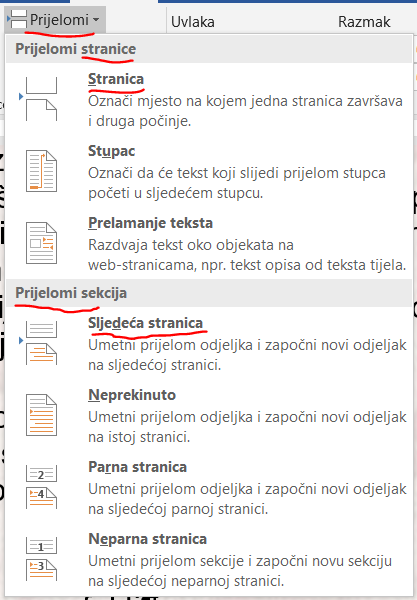 Prijelomi
Uvlaka
Razmak
Prijelomi stranice
Stranica
Označi mjesto na kojem jedna stranica završava
i druga počinje.
Stupac
Označi da će tekst koji slijedi prijelom stupca
početi u sljedećem stupcu.
Prelamanje teksta
Razdvaja tekst oko objekata na
web-stranicama, npr. tekst opisa od teksta tijela.
Prijelomi sekcija
Sljedeća stranica
Umetni prijelom odjeljka i započni novi odjeljak
na sljedećoj stranici.
Neprekinuto
Umetni prijelom odjeljka i započni novi odjeljak
na istoj stranici.
Parna stranica
Umetni prijelom odjeljka i započni novi odjeljak
na sljedećoj parnoj stranici.
Neparna stranica
Umetni prijelom sekcije i započni novu sekciju
na sljedećoj neparnoj stranici.